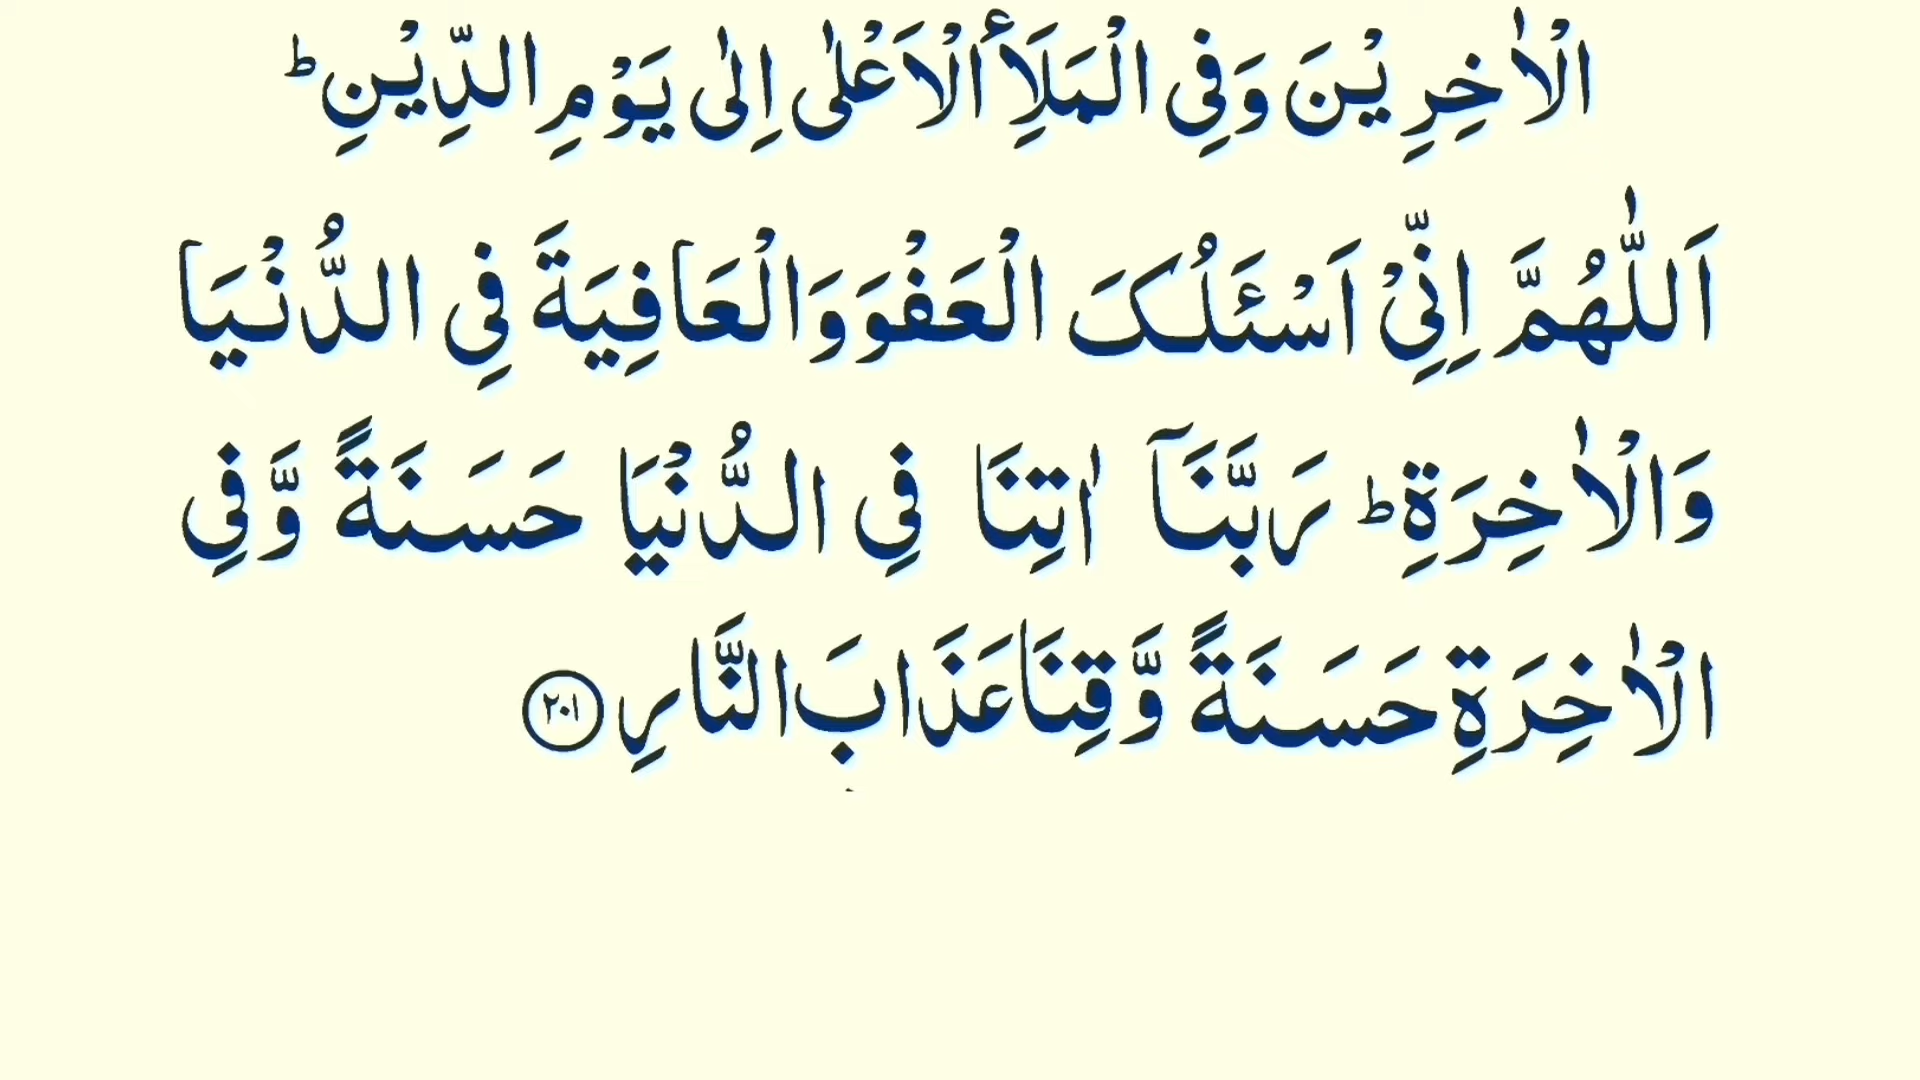 الْاٰخِرِيْنَ وَفِى الْمَلَأِ الْاَعْلٰى اِلٰى يَوْمِ الدِّيْنِ ؕ
اَللّٰهُمَّ اِنِّىْ اَسْئَلُکَ الْعَفْوَ وَالْعَافِيَةَ فِى الدُّنْيَا
وَالْاٰخِرَةِ ؕ رَبَّنَاۤ اٰتِنَا فِى الدُّنْيَا حَسَنَةً وَّفِى
الْاٰخِرَةِ حَسَنَةً وَّقِنَا عَذَابَ النَّارِ ۝۲۰۱